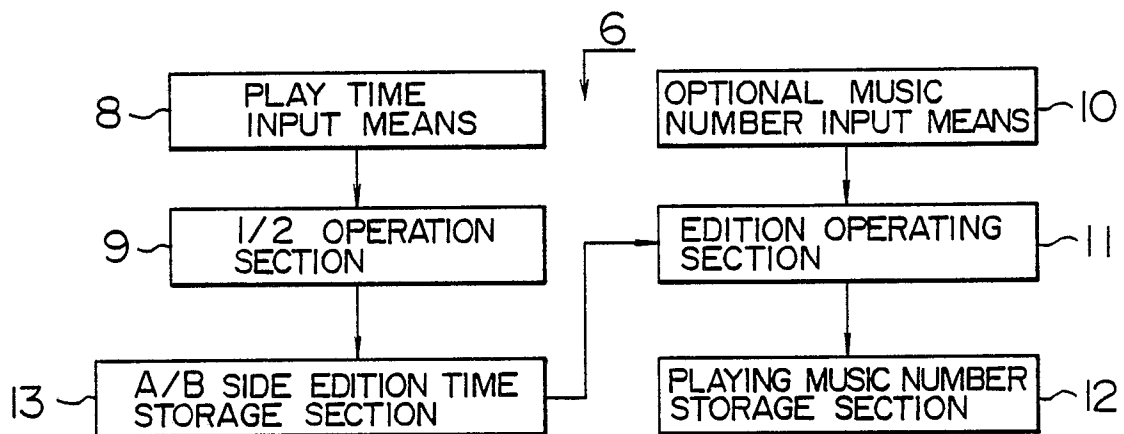 6
8
PLAY TIME
INPUT MEANS
OPTIONAL MUSIC
NUMBER INPUT MEANS
10
9
1/2 OPERATION
SECTION
EDITION OPERATING
SECTION
11
13
A/B SIDE EDITION TIME
STORAGE SECTION
PLAYING MUSIC NUMBER
STORAGE SECTION
12